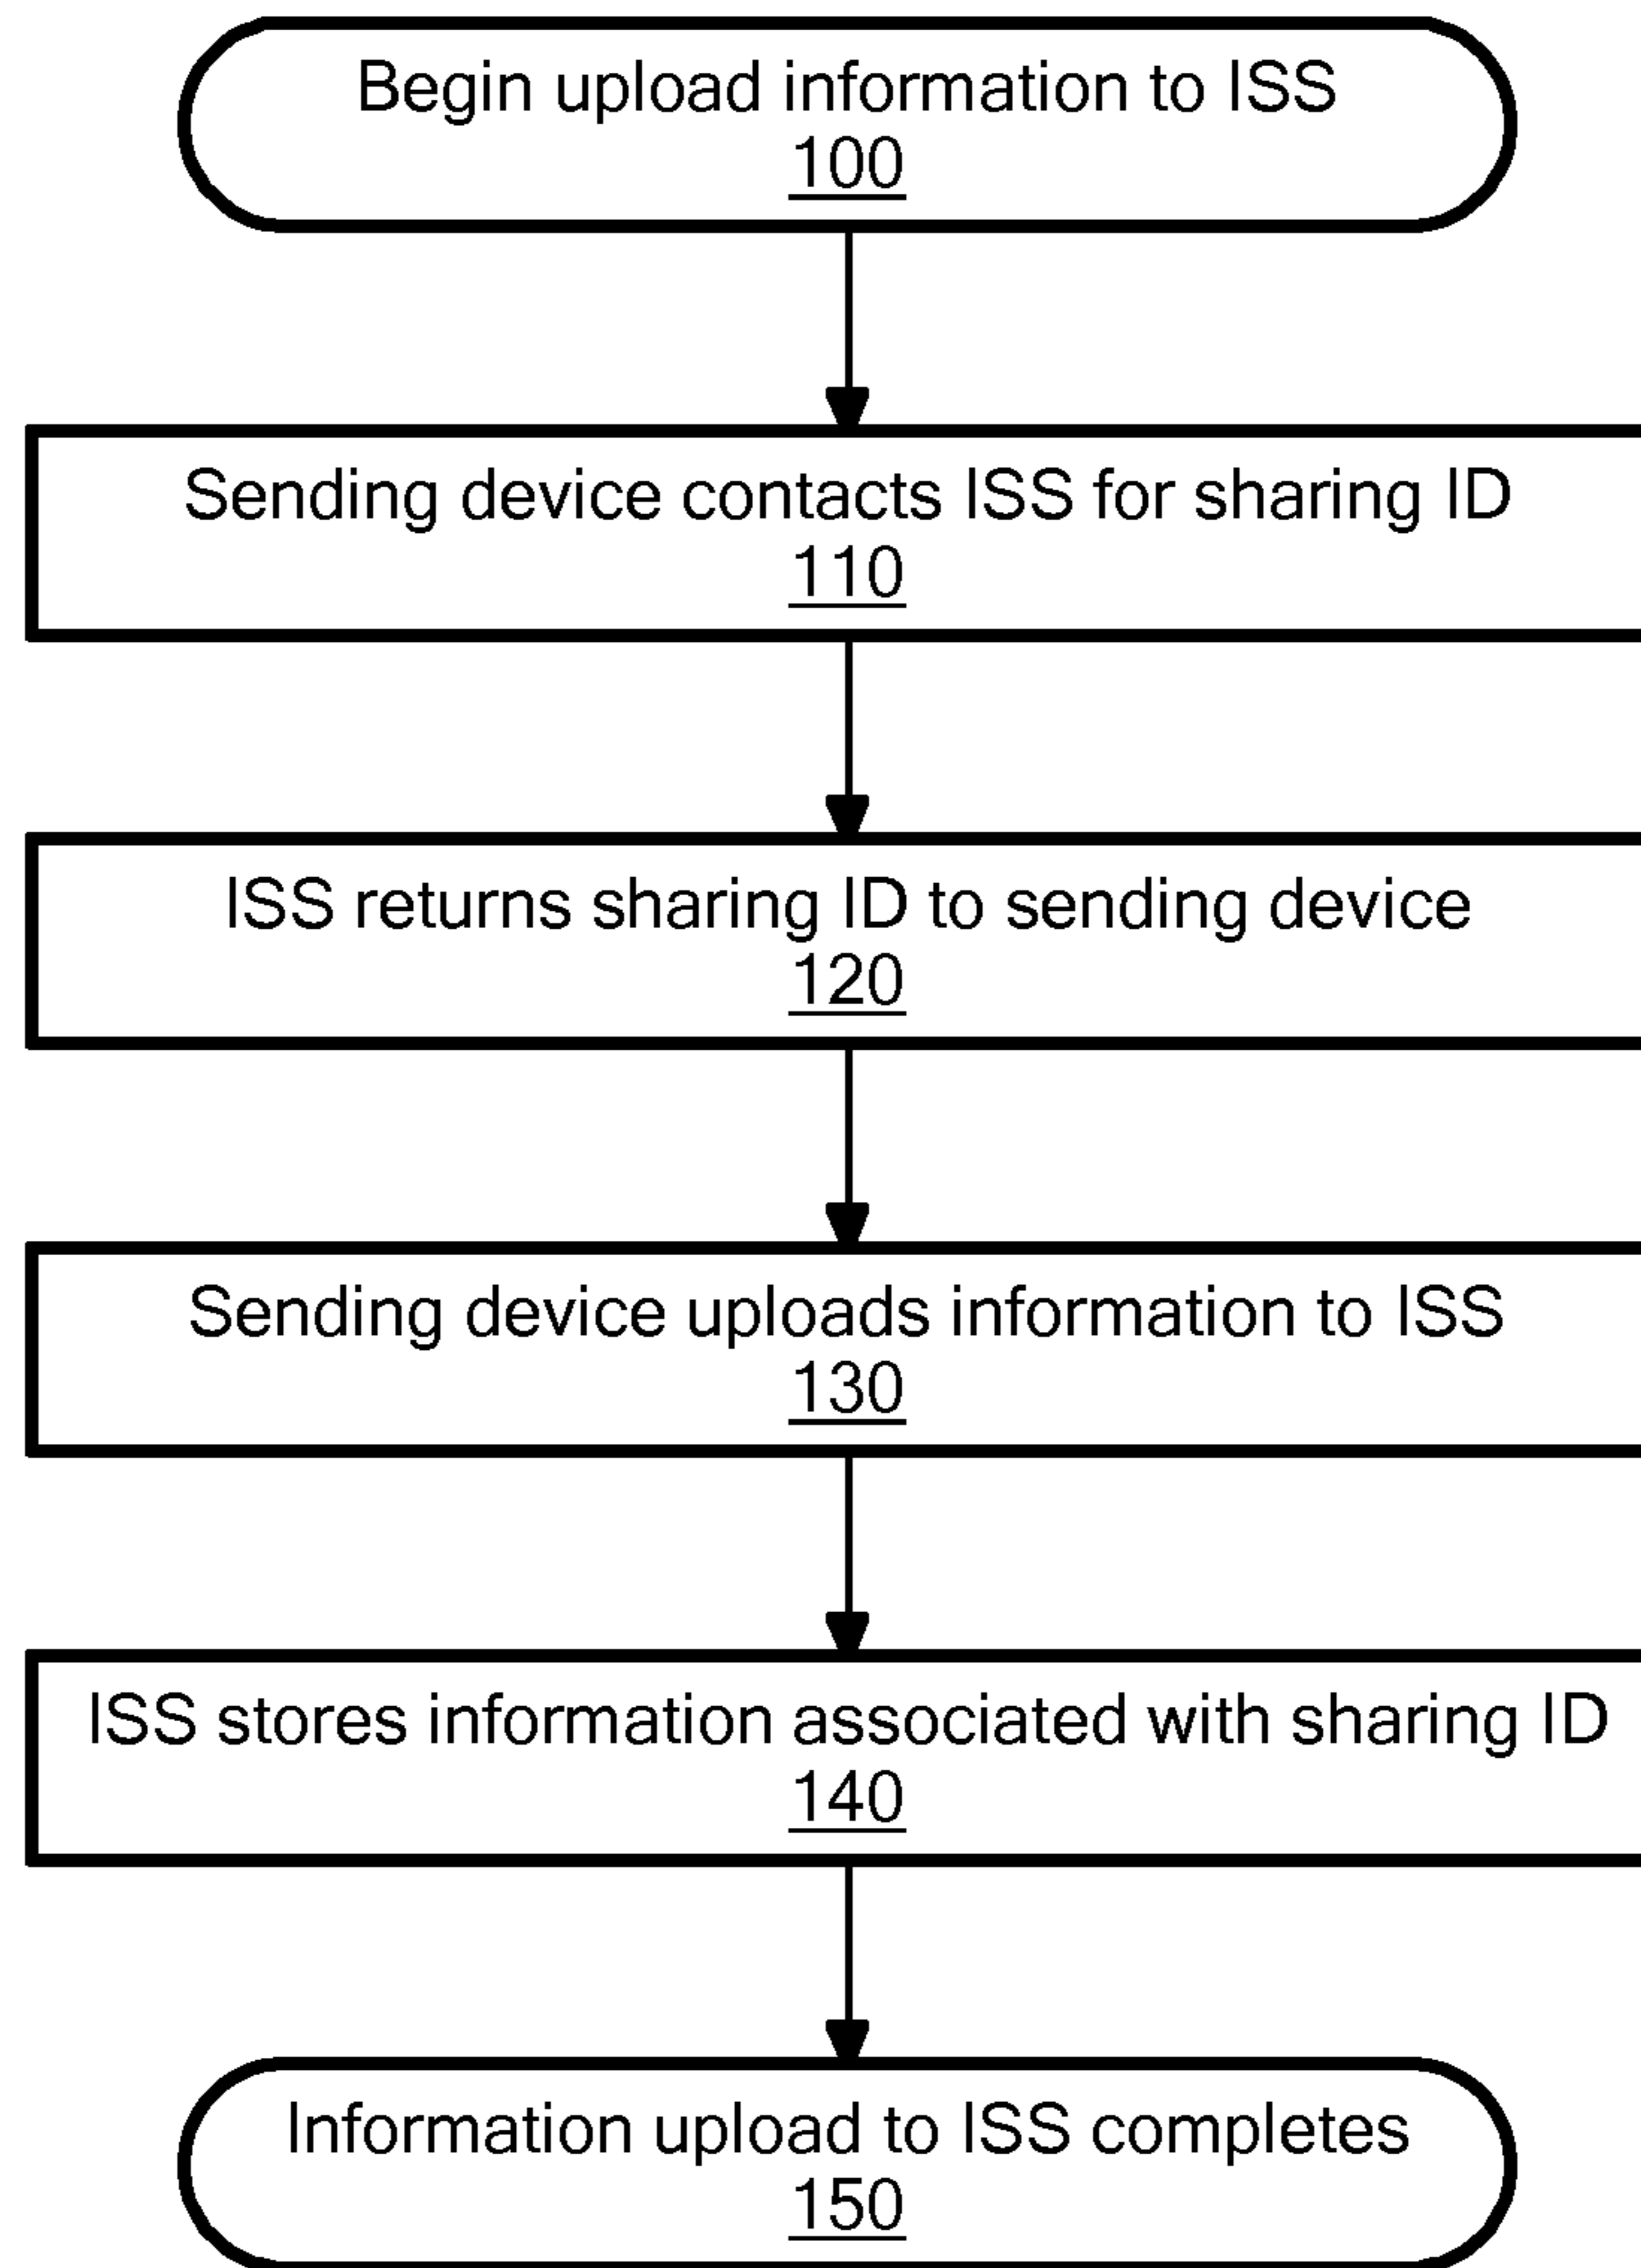 Begin upload information to ISS
100
Sending device contacts ISS for sharing ID
110
ISS returns sharing ID to sending device
120
Sending device uploads information to ISS
130
ISS stores information associated with sharing ID
140
Information upload to ISS completes
150